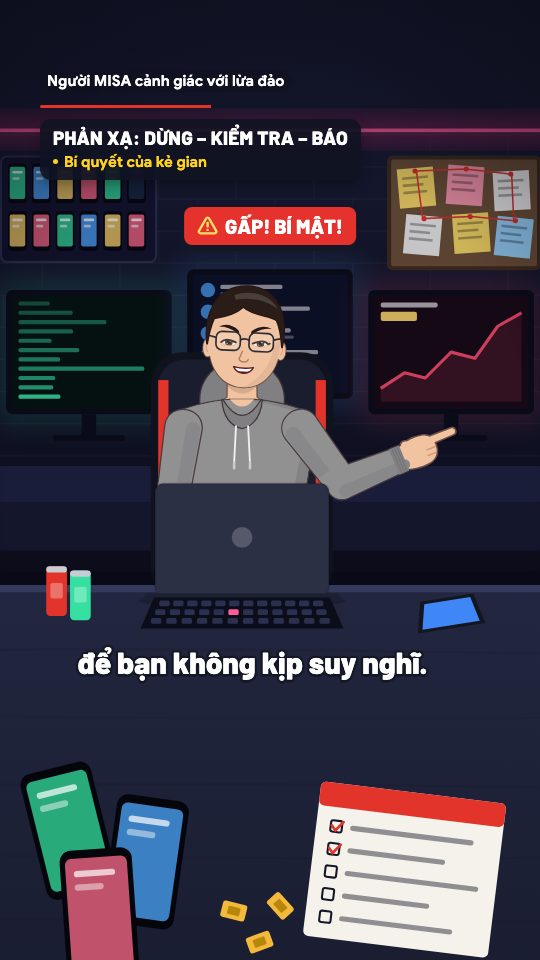 Người MISA cảnh giác với lừa đảo
PHẢN XẠ: DỪNG – KIỂM TRA – BÁO
• Bí quyết của kẻ gian
GẤP! BÍ MẬT!
để bạn không kịp suy nghĩ.